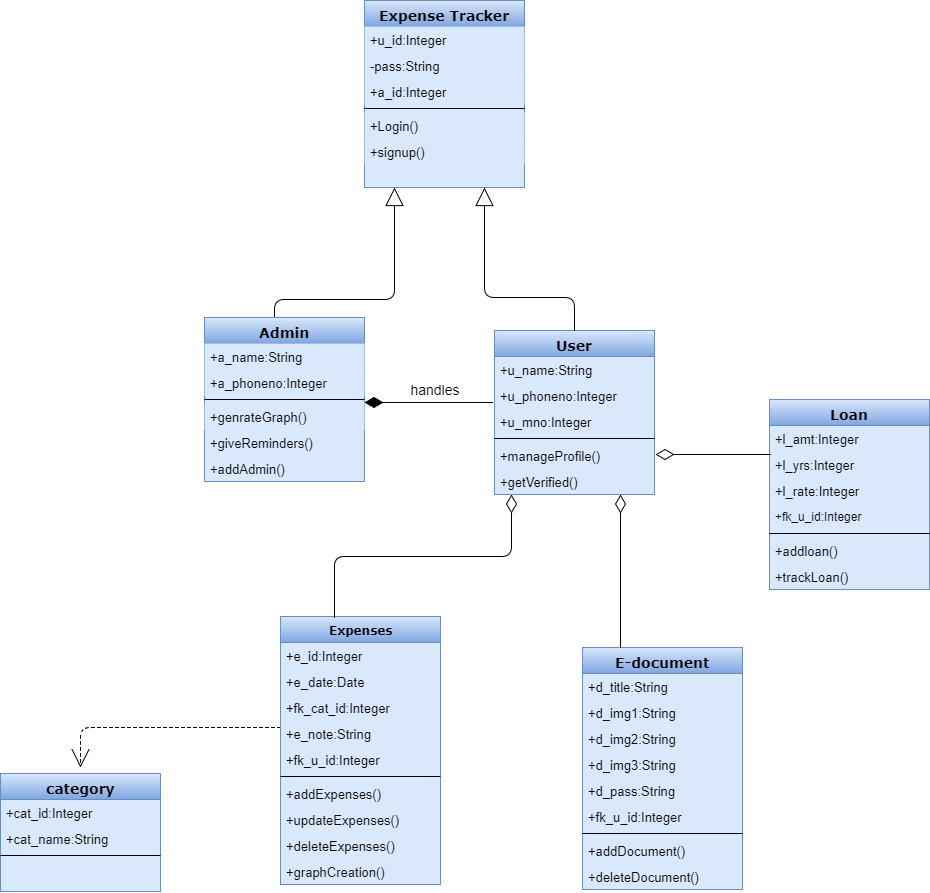 Expense Tracker
+u_id:Integer
-pass:String
+a_id:Integer
+Login()
+signup()
Admin
+a_name:String
+a_phoneno:Integer
+genrateGraph()
+giveReminders()
+addAdmin()
handles
User
+u_name:String
+u_phoneno:Integer
+u_mno:Integer
+manageProfile()
+getVerified()
Loan
+l_amt:Integer
+l_yrs:Integer
+l_rate:Integer
+fk_u_id:Integer
+addloan()
+trackLoan()
Expenses
+e_id:Integer
+e_date:Date
+fk_cat_id:Integer
+e_note:String
+fk_u_id:Integer
+addExpenses()
+updateExpenses()
+deleteExpenses()
+graphCreation()
E-document
+d_title:String
+d_img1:String
+d_img2:String
+d_img3:String
+d_pass:String
+fk_u_id:Integer
+addDocument()
+deleteDocument()
category
+cat_id:Integer
+cat_name:String